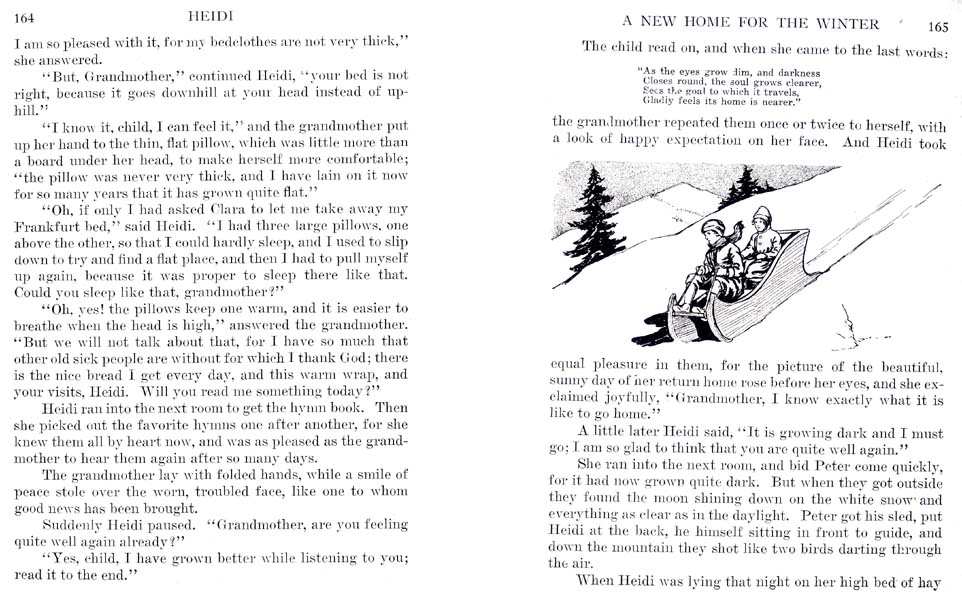 164 HEIDI
I am so pleased with it, for my bedclothes are not very thick,"
she answered.
"But, Grandmother," continued Heidi, "your bed is not
right, because it goes downhill at your head instead of up-
hill."
"I know it, child, I can feel it," and the grandmother put
up her hand to the thin, flat pillow, which was little more than
a board under her head, to make herself more comfortable;
"the pillow was never very thick, and I have lain on it now
for so many years that it has grown quite flat."
"Oh, if only I had asked Clara to let me take away my
Frankfurt bed," said Heidi. "I had three large pillows, one
above the other, so that I could hardly sleep, and I used to slip
down to try and find a flat place, and then I had to pull myself
up again, because it was proper to sleep there like that.
Could you sleep like that, grandmother?"
"Oh, yes! the pillows keep one warm, and it is easier to
breathe when the head is high," answered the grandmother.
"But we will not talk about that, for I have so much that
other old sick people are without for which I thank God; there
is the nice bread I get every day, and this warm wrap, and
your visits, Heidi. Will you read me something today?"
Heidi ran into the next room to get the hymn book. Then
she picked out the favorite hymns one after another, for she
knew them all by heart now, and was as pleased as the grand-
mother to hear them again after so many days.
The grandmother lay with folded hands, while a smile of
peace stole over the worn, troubled face, like one to whom
good news has been brought.
Suddenly Heidi paused. "Grandmother, are you feeling
quite well again already?"
"Yes, child, I have grown better while listening to you;
read it to the end."
A NEW HOME FOR THE WINTER 165
The child read on, and when she came to the last words:
"As the eyes grow dim, and darkness
Closes round, the soul grows clearer,
Sees the goal to which it travels,
Gladly feels its home is nearer."
the grandmother repeated them once or twice to herself, with
a look of happy expectation on her face. And Heidi took
equal pleasure in them, for the picture of the beautiful,
sunny day of her return home rose before her eyes, and she ex-
claimed joyfully, "Grandmother, I know exactly what it is
like to go home."
A little later Heidi said, "It is growing dark and I must
go; I am so glad to think that you are quite well again."
She ran into the next room, and bid Peter come quickly,
for it had now grown quite dark. But when they got outside
they found the moon shining down on the white snow and
everything as clear as in the daylight. Peter got his sled, put
Heidi at the back, he himself sitting in front to guide, and
down the mountain they shot like two birds darting through
the air.
When Heidi was lying that night on her high bed of hay